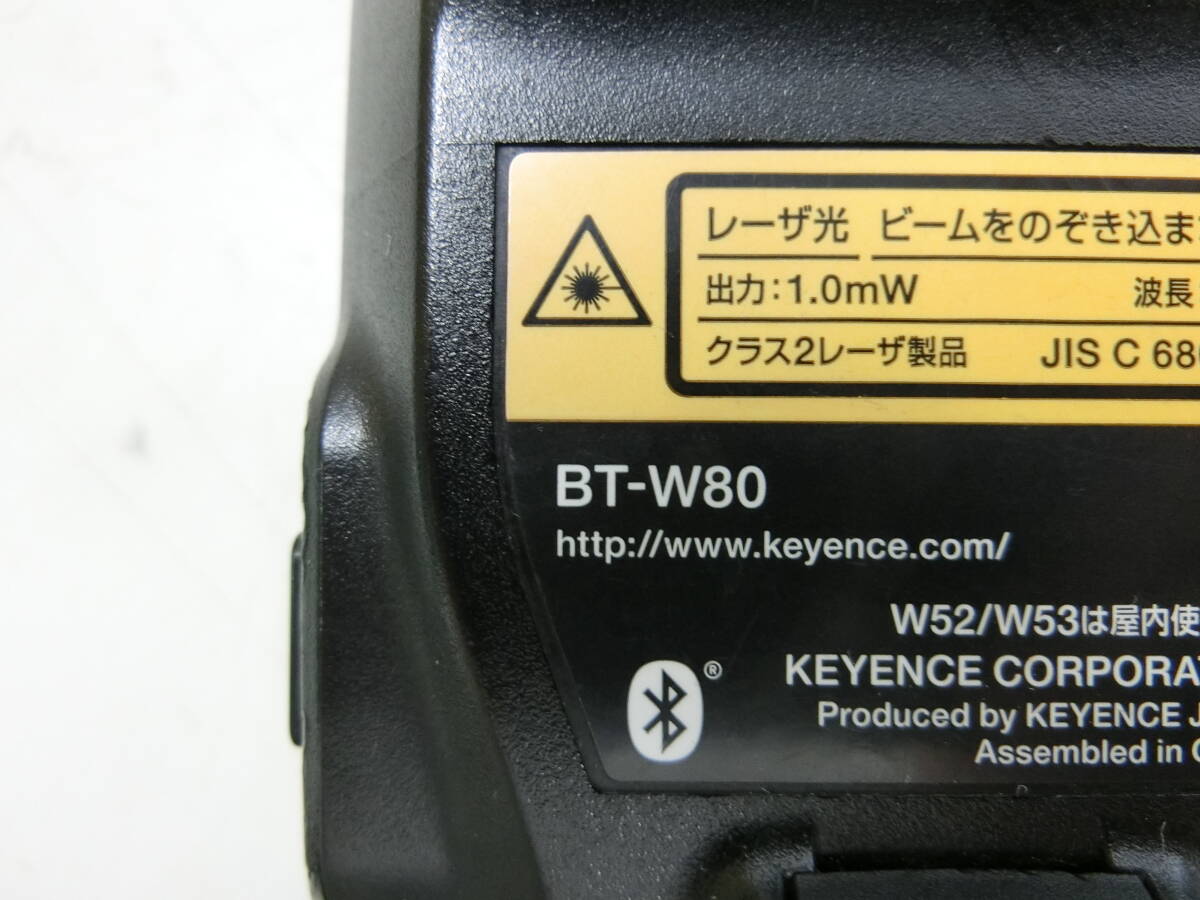 レーザ光 ビームをのぞき込ま
出力:1.0mW 波長
クラス2レーザ製品 JIS C 68
BT-W80
http://www.keyence.com/
W52/W53は屋内使
KEYENCE CORPORAT
®
Produced by KEYENCE J
Assembled in C